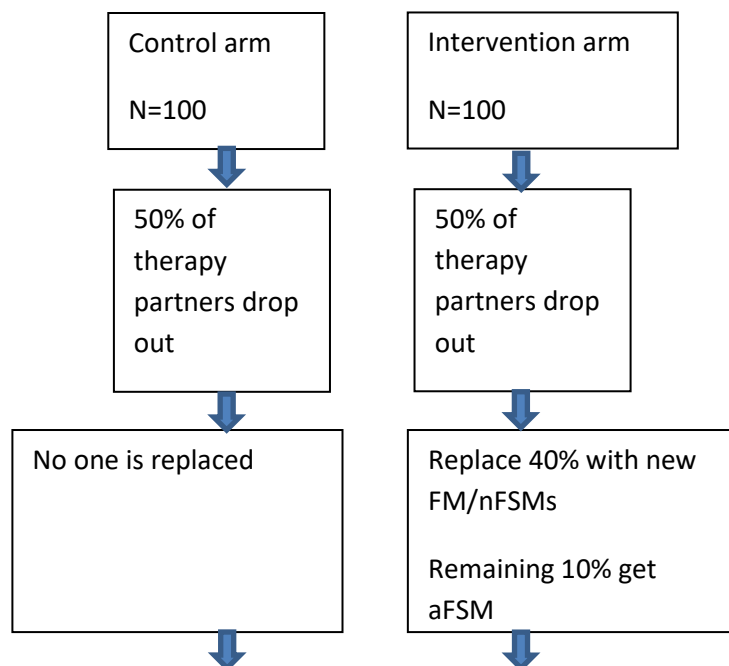 Control arm
N=100
Intervention arm
N=100
50% of
therapy
partners drop
out
50% of
therapy
partners drop
out
No one is replaced
Replace 40% with new
FM/nFSMs
Remaining 10% get
aFSM